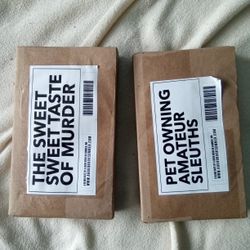 THE SWEET
SWEET TASTE
OF MURDER
PET OWNING
AMATEUR
SLEUTHS